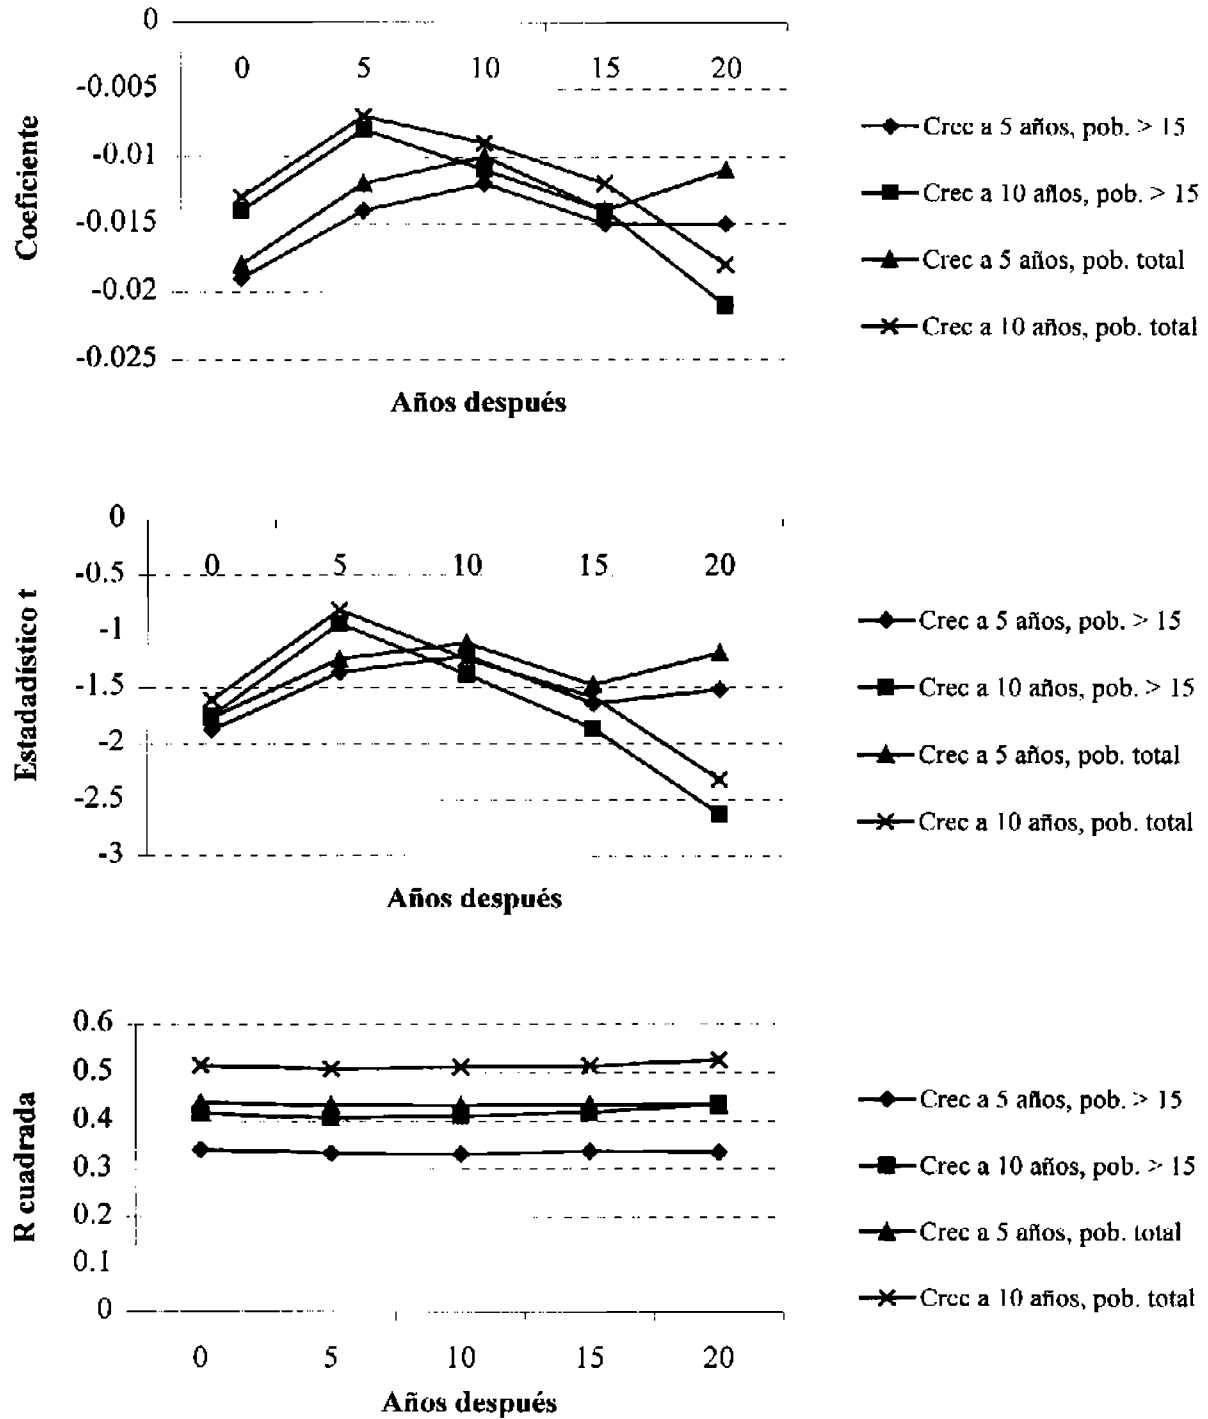 0
0 5 10 15 20
-0.005
-0.01
-0.015
-0.02
-0.025
Coeficiente
Años después
Crec a 5 años, pob. > 15
Crec a 10 años, pob. > 15
Crec a 5 años, pob. total
Crec a 10 años, pob. total
0
0 5 10 15 20
-0.5
-1
-1.5
-2
-2.5
-3
Estadadístico t
Años después
Crec a 5 años, pob. > 15
Crec a 10 años, pob. > 15
Crec a 5 años, pob. total
Crec a 10 años, pob. total
0.6
0.5
0.4
0.3
0.2
0.1
0
R cuadrada
0 5 10 15 20
Años después
Crec a 5 años, pob. > 15
Crec a 10 años, pob. > 15
Crec a 5 años, pob. total
Crec a 10 años, pob. total